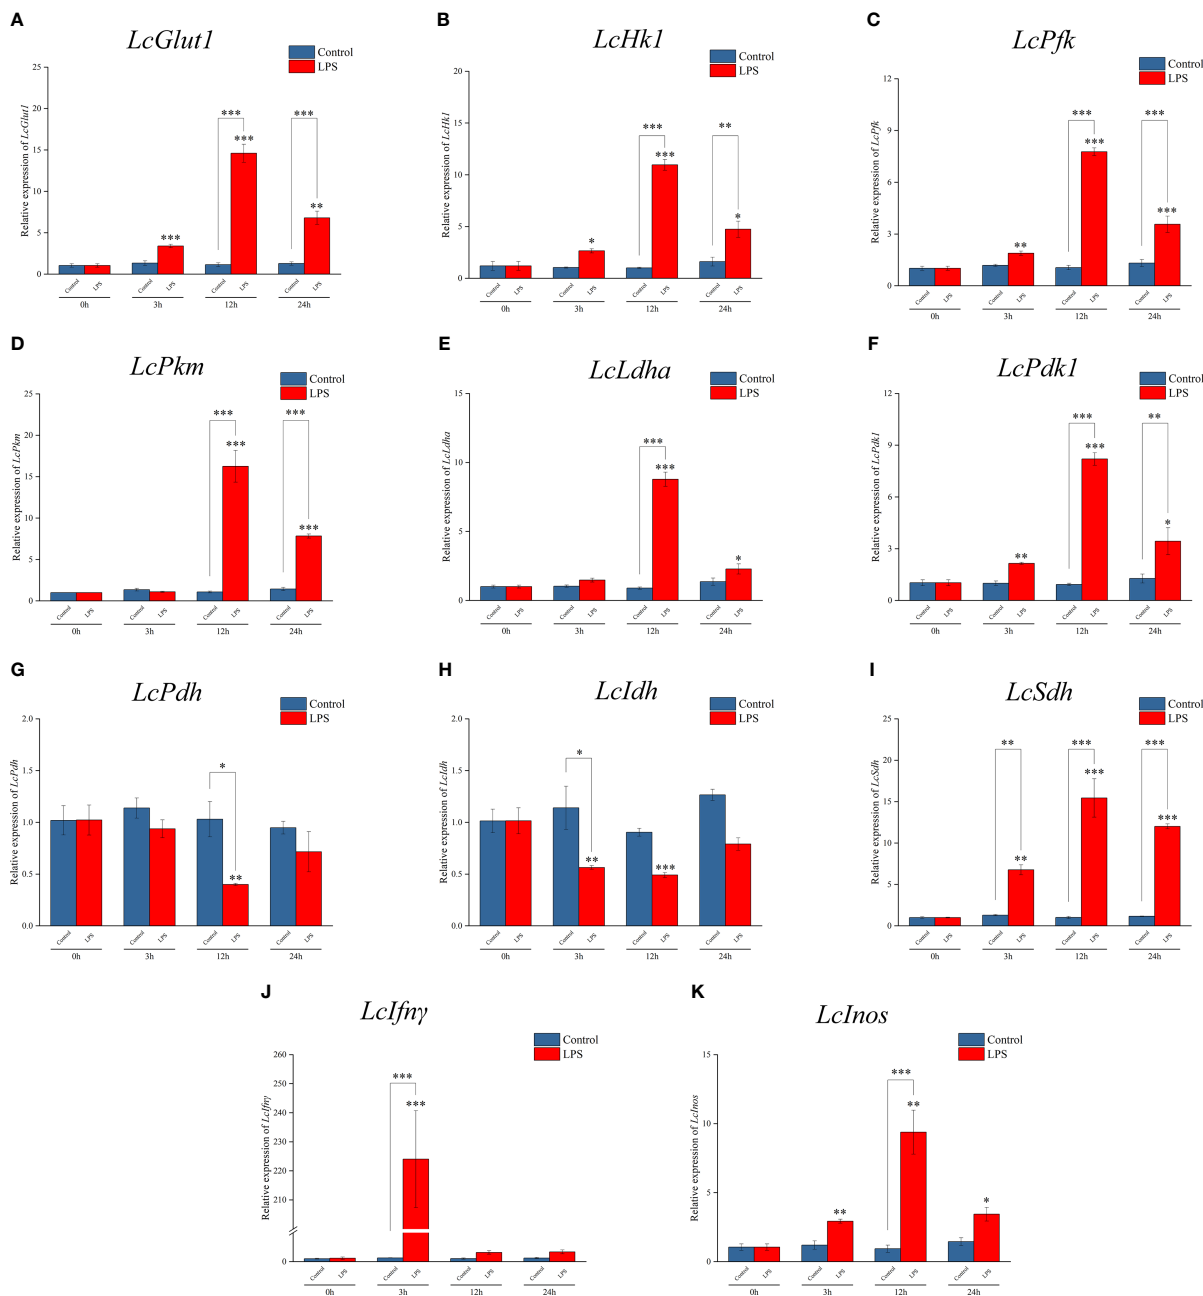 A
LcGlut1
Control
LPS
Relative expression of LcGlut1
25
20
15
10
5
0
***
***
***
***
**
Control LPS Control LPS Control LPS Control LPS
0h 3h 12h 24h
B
LcHk1
Control
LPS
Relative expression of LcHk1
20
15
10
5
0
***
**
***
*
*
Control LPS Control LPS Control LPS Control LPS
0h 3h 12h 24h
C
LcPfk
Control
LPS
Relative expression of LcPfk
12
9
6
3
0
***
***
***
**
***
Control LPS Control LPS Control LPS Control LPS
0h 3h 12h 24h
D
LcPkm
Control
LPS
Relative expression of LcPkm
25
20
15
10
5
0
***
***
***
***
Control LPS Control LPS Control LPS Control LPS
0h 3h 12h 24h
E
LcLdha
Control
LPS
Relative expression of LcLdha
15
10
5
0
***
***
*
Control LPS Control LPS Control LPS Control LPS
0h 3h 12h 24h
F
LcPdk1
Control
LPS
Relative expression of LcPdk1
12
9
6
3
0
***
**
***
**
*
Control LPS Control LPS Control LPS Control LPS
0h 3h 12h 24h
G
LcPdh
Control
LPS
Relative expression of LcPdh
2.0
1.5
1.0
0.5
0.0
*
**
Control LPS Control LPS Control LPS Control LPS
0h 3h 12h 24h
H
LcIdh
Control
LPS
Relative expression of LcIdh
2.0
1.5
1.0
0.5
0.0
*
**
***
Control LPS Control LPS Control LPS Control LPS
0h 3h 12h 24h
I
LcSdh
Control
LPS
Relative expression of LcSdh
25
20
15
10
5
0
**
***
***
**
***
***
Control LPS Control LPS Control LPS Control LPS
0h 3h 12h 24h
J
LcIfnγ
Control
LPS
Relative expression of LcIfnγ
260
250
240
230
220
210
0
***
***
Control LPS Control LPS Control LPS Control LPS
0h 3h 12h 24h
K
LcInos
Control
LPS
Relative expression of LcInos
15
10
5
0
***
**
**
*
Control LPS Control LPS Control LPS Control LPS
0h 3h 12h 24h